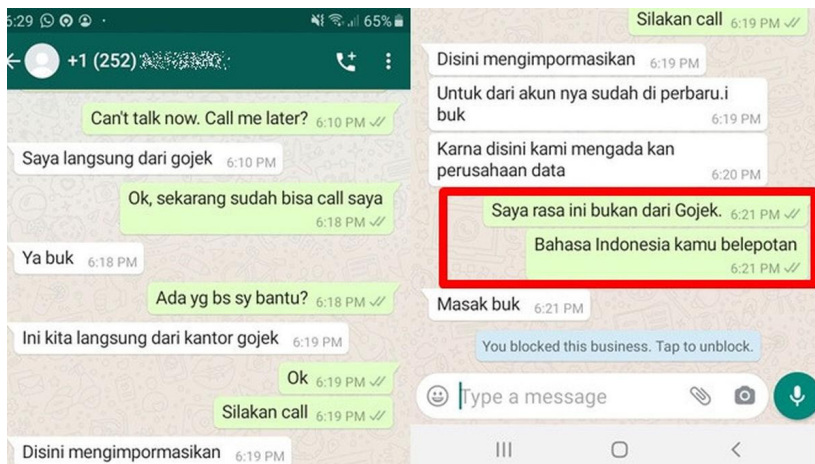 6:29
65%
+1 (252)
Can't talk now. Call me later? 6:10 PM
Saya langsung dari gojek 6:10 PM
Ok, sekarang sudah bisa call saya
6:18 PM
Ya buk 6:18 PM
Ada yg bs sy bantu? 6:18 PM
Ini kita langsung dari kantor gojek 6:19 PM
Ok 6:19 PM
Silakan call 6:19 PM
Disini mengimpormasikan 6:19 PM
Silakan call 6:19 PM
Disini mengimpormasikan 6:19 PM
Untuk dari akun nya sudah di perbaru.i
buk 6:19 PM
Karna disini kami mengada kan
perusahaan data 6:20 PM
Saya rasa ini bukan dari Gojek. 6:21 PM
Bahasa Indonesia kamu belepotan
6:21 PM
Masak buk 6:21 PM
You blocked this business. Tap to unblock.
Type a message